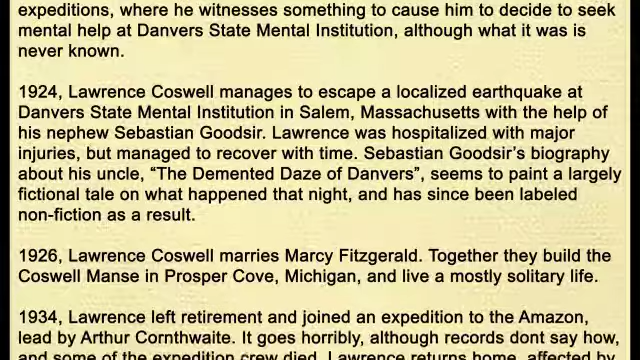 expeditions, where he witnesses something to cause him to decide to seek
mental help at Danvers State Mental Institution, although what it was is
never known.
1924, Lawrence Coswell manages to escape a localized earthquake at
Danvers State Mental Institution in Salem, Massachusetts with the help of
his nephew Sebastian Goodsir. Lawrence was hospitalized with major
injuries, but managed to recover with time. Sebastian Goodsir's biography
about his uncle, “The Demented Daze of Danvers”, seems to paint a largely
fictional tale on what happened that night, and has since been labeled
non-fiction as a result.
1926, Lawrence Coswell marries Marcy Fitzgerald. Together they build the
Coswell Manse in Prosper Cove, Michigan, and live a mostly solitary life.
1934, Lawrence left retirement and joined an expedition to the Amazon,
lead by Arthur Cornthwaite. It goes horribly, although records dont say how,
and some of the expedition crew died. Lawrence returns home, affected by